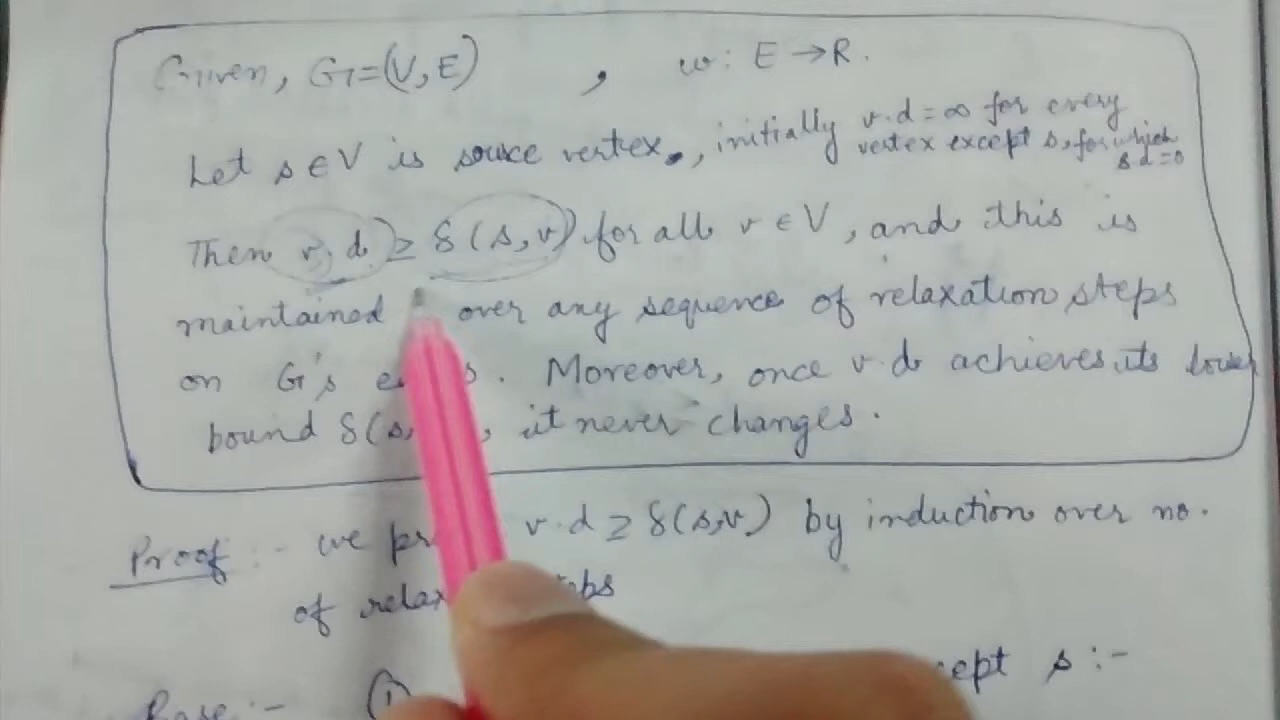 Given, G=(V,E) , w: E → R.
Let s ∈ V is source vertex, initially v.d = ∞ for every
vertex except s, for which
s.d = 0
Then v.d ≥ δ(s,v) for all v ∈ V, and this is
maintained over any sequence of relaxation steps
on G's . Moreover, once v.d achieves its lower
bound δ(s, , it never changes.
Proof :- we v.d ≥ δ(s,v) by induction over no.
of
Base :- ① s :-